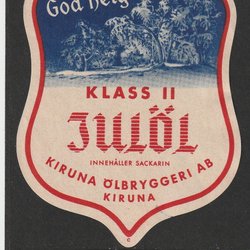 God Helg
KLASS II
JULÖL
INNEHÅLLER SACKARIN
KIRUNA ÖLBRYGGERI AB
KIRUNA